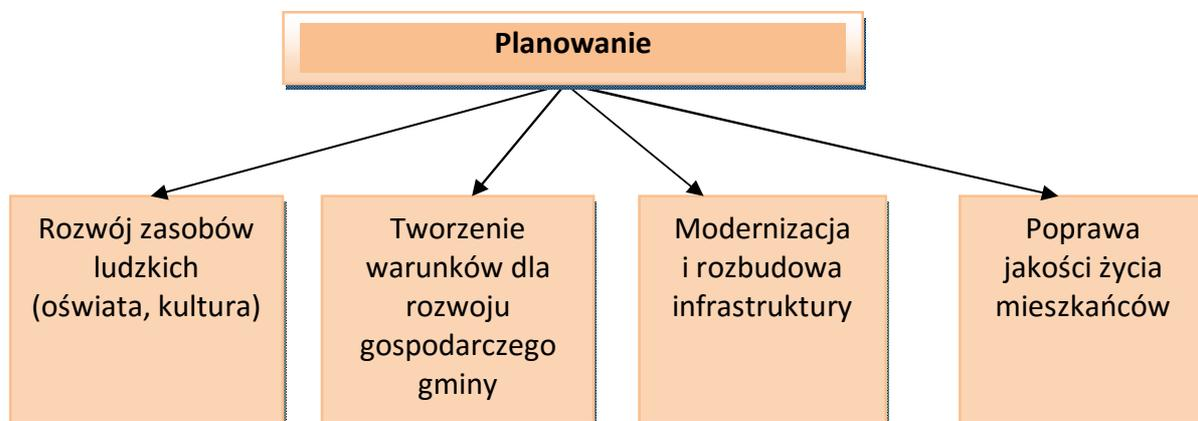 Planowanie
Rozwój zasobów
ludzkich
(oświata, kultura)
Tworzenie
warunków dla
rozwoju
gospodarczego
gminy
Modernizacja
i rozbudowa
infrastruktury
Poprawa
jakości życia
mieszkańców